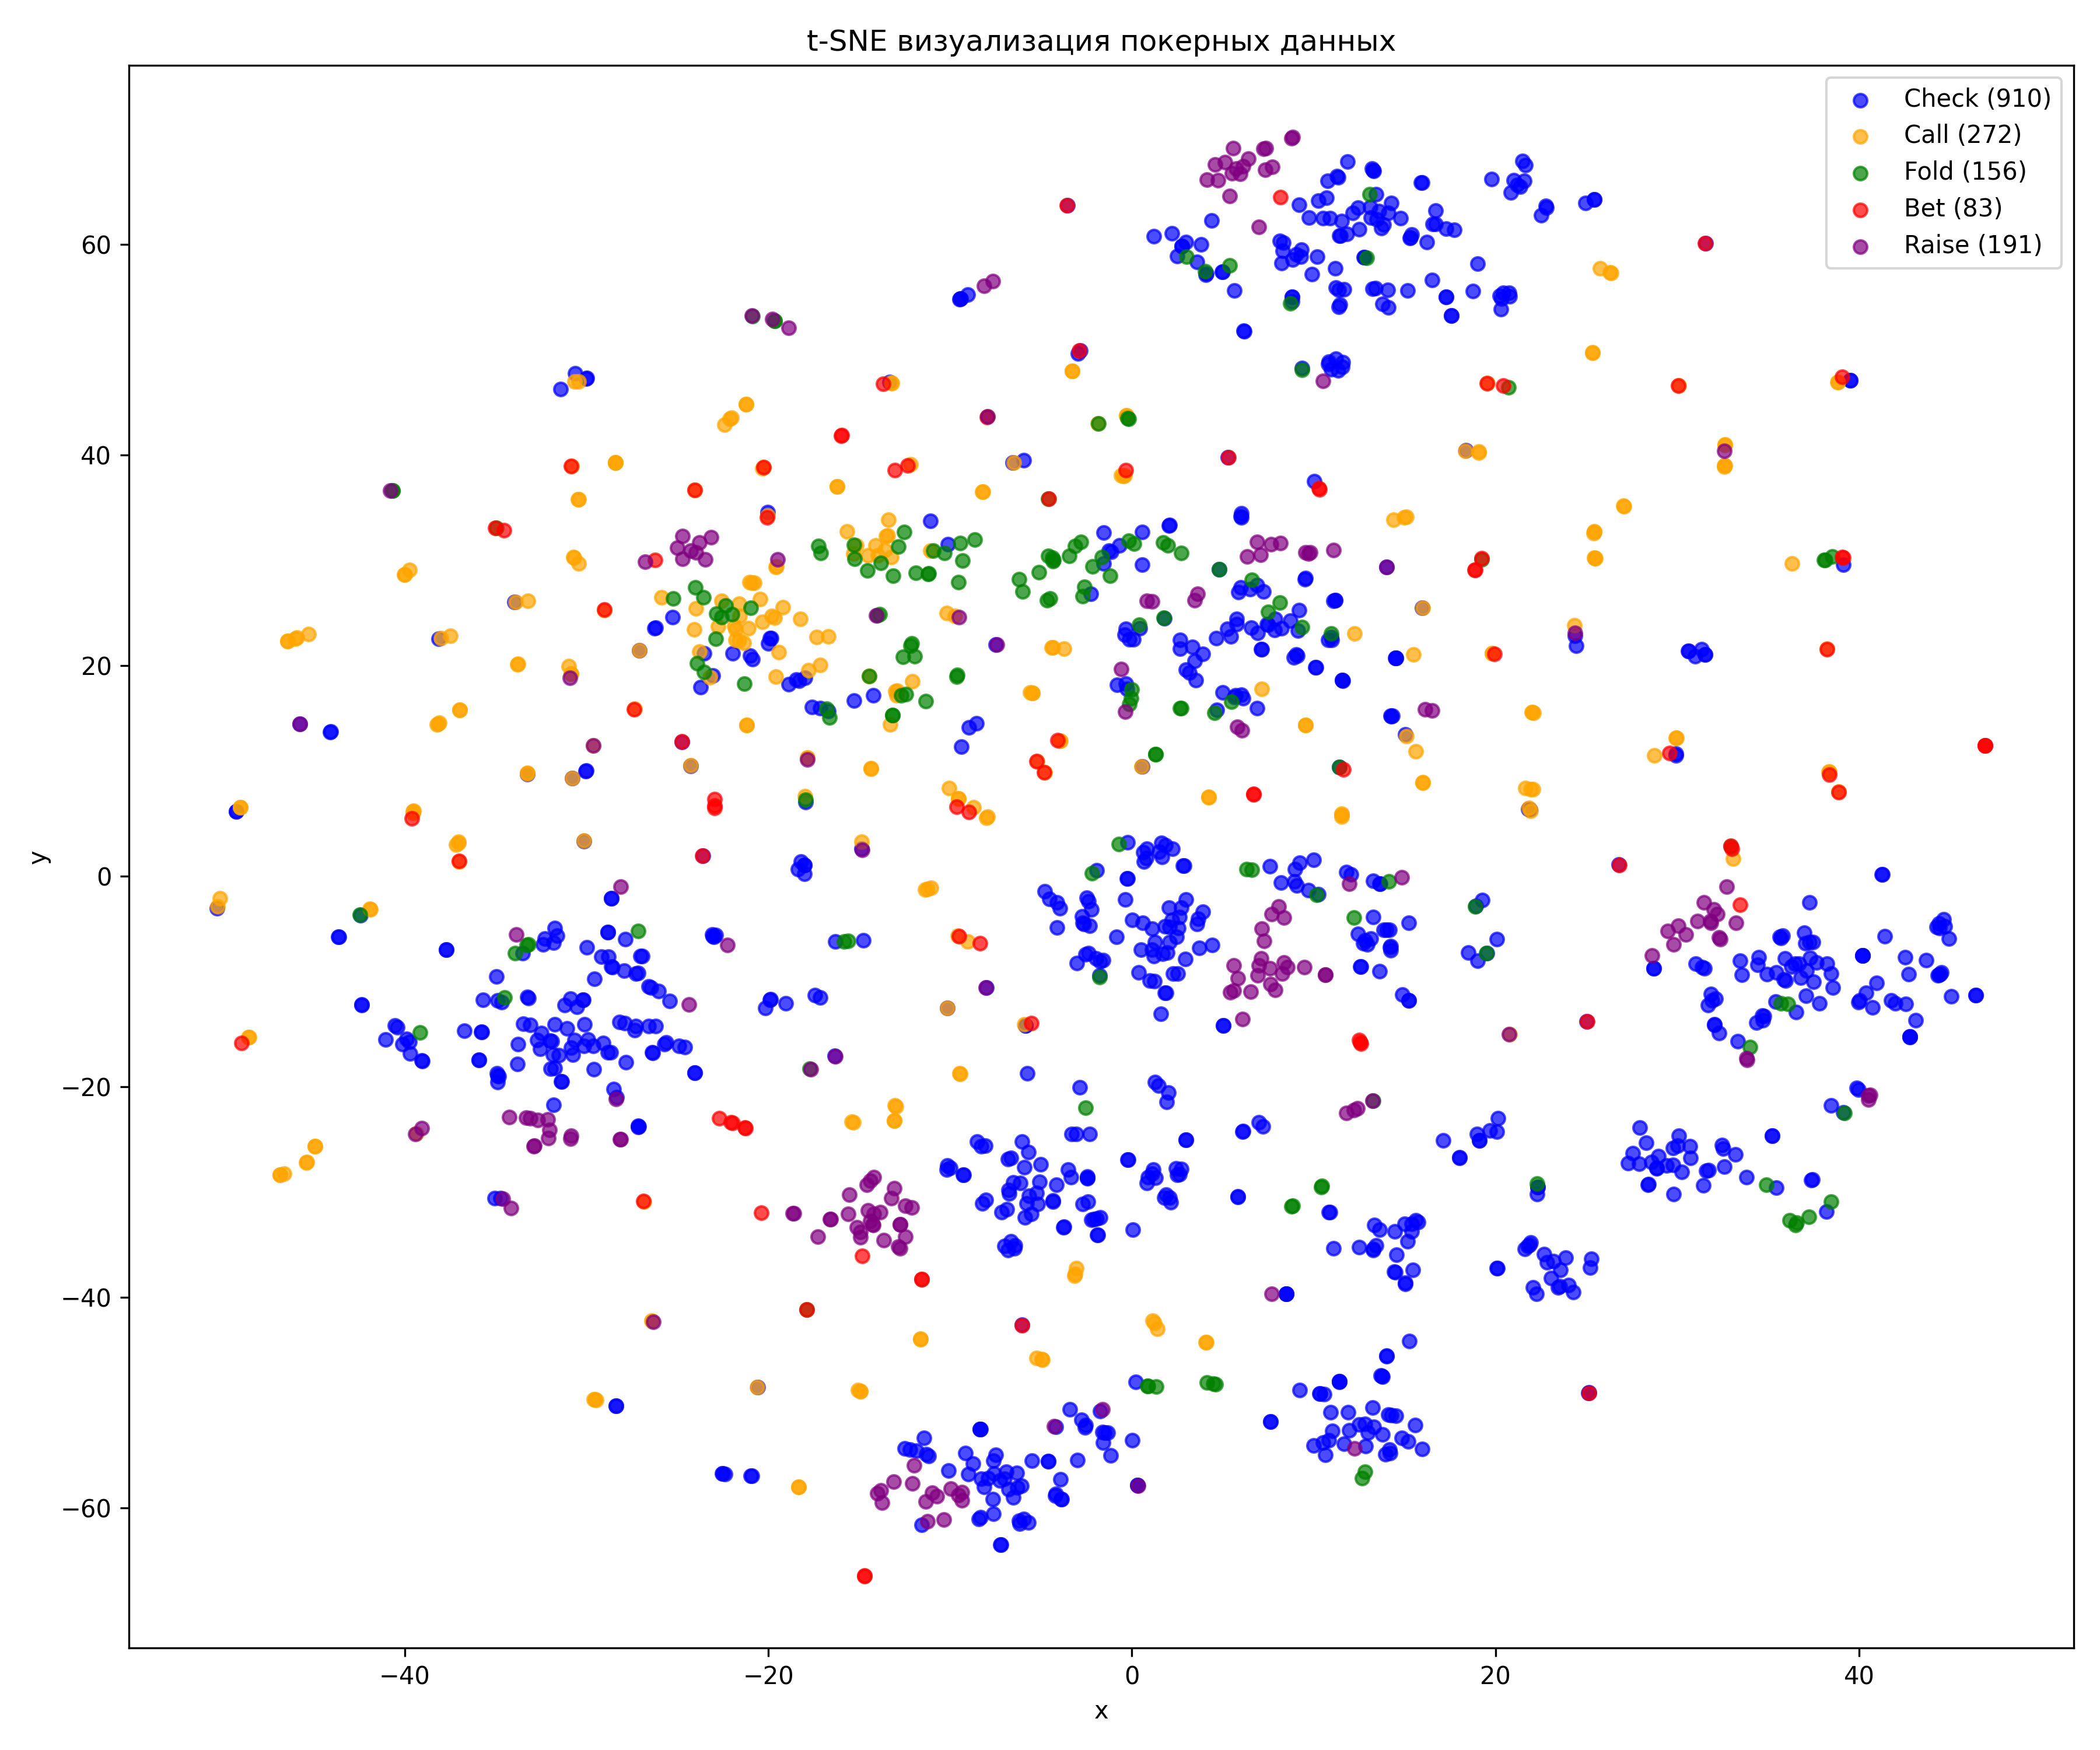 t-SNE визуализация покерных данных
Check (910)
Call (272)
Fold (156)
Bet (83)
Raise (191)
60
40
20
0
−20
−40
−60
y
−40
−20
0
20
40
x